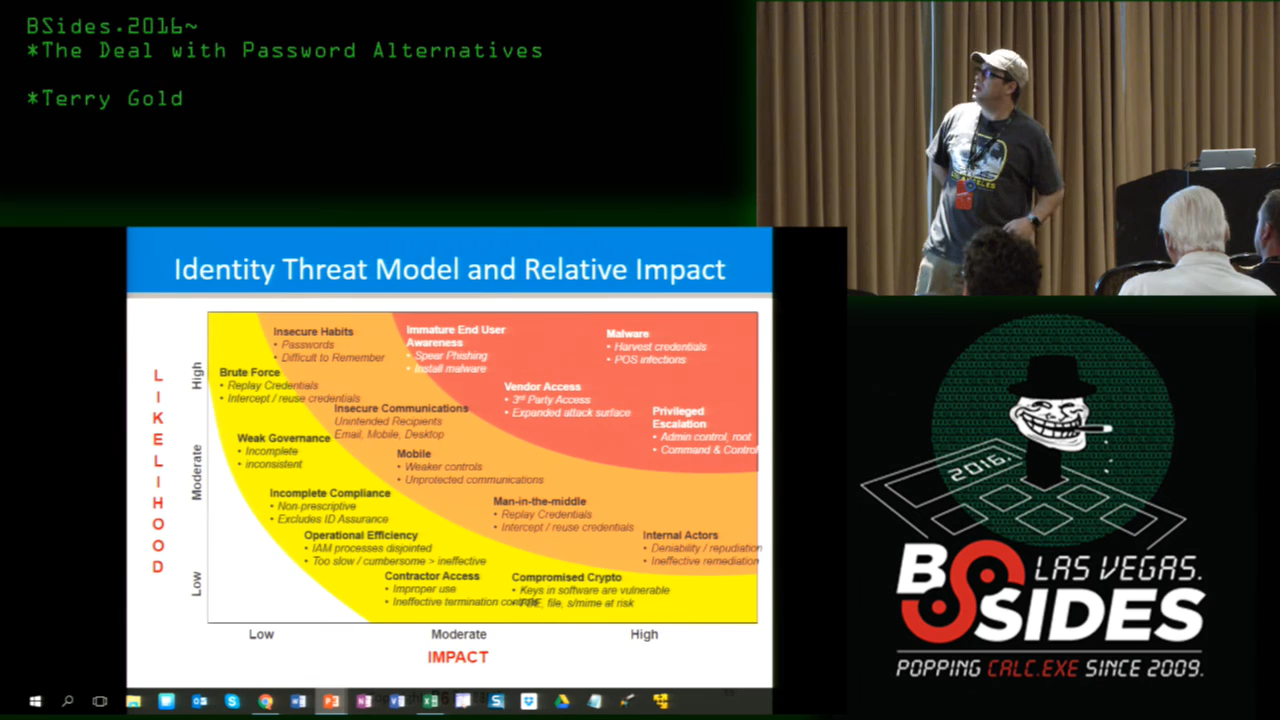 BSides.2016~
*The Deal with Password Alternatives
*Terry Gold
Identity Threat Model and Relative Impact
LIKELIHOOD
High
Moderate
Low
Insecure Habits
• Passwords
• Difficult to Remember
Immature End User
Awareness
• Spear Phishing
• Install malware
Malware
• Harvest credentials
• POS infections
Brute Force
• Replay Credentials
• Intercept / reuse credentials
Vendor Access
• 3rd Party Access
• Expanded attack surface
Insecure Communications
Unintended Recipients
Email, Mobile, Desktop
Privileged
Escalation
• Admin control, root
• Command & Control
Weak Governance
• Incomplete
• inconsistent
Mobile
• Weaker controls
• Unprotected communications
Incomplete Compliance
• Non-prescriptive
• Excludes ID Assurance
Man-in-the-middle
• Replay Credentials
• Intercept / reuse credentials
Operational Efficiency
• IAM processes disjointed
• Too slow / cumbersome > ineffective
Internal Actors
• Deniability / repudiation
• Ineffective remediation
Contractor Access
• Improper use
• Ineffective termination
Compromised Crypto
• Keys in software are vulnerable
file, s/mime at risk
Low
Moderate
High
IMPACT
2016.
BSIDES
LAS VEGAS.
POPPING CALC.EXE SINCE 2009.